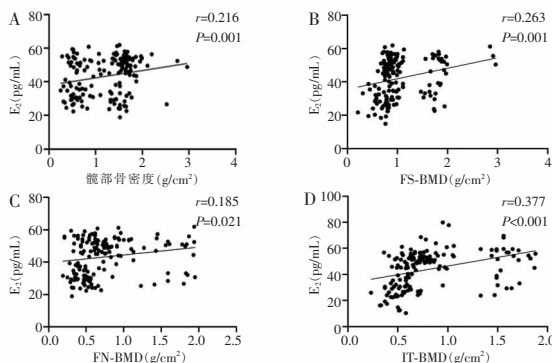 A
r=0.216
P=0.001
80
60
40
20
0
E₂(pg/mL)
0 1 2 3 4
髋部骨密度(g/cm²)
B
r=0.263
P=0.001
80
60
40
20
0
E₂(pg/mL)
0 1 2 3 4
FS-BMD(g/cm²)
C
r=0.185
P=0.021
80
60
40
20
0
E₂(pg/mL)
0.0 0.5 1.0 1.5 2.0 2.5
FN-BMD(g/cm²)
D
r=0.377
P<0.001
100
80
60
40
20
0
E₂(pg/mL)
0.0 0.5 1.0 1.5 2.0
IT-BMD(g/cm²)